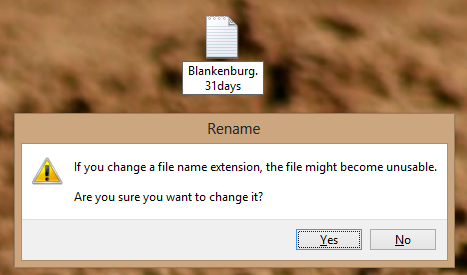 Blankenburg.
31days
Rename
If you change a file name extension, the file might become unusable.
Are you sure you want to change it?
Yes
No